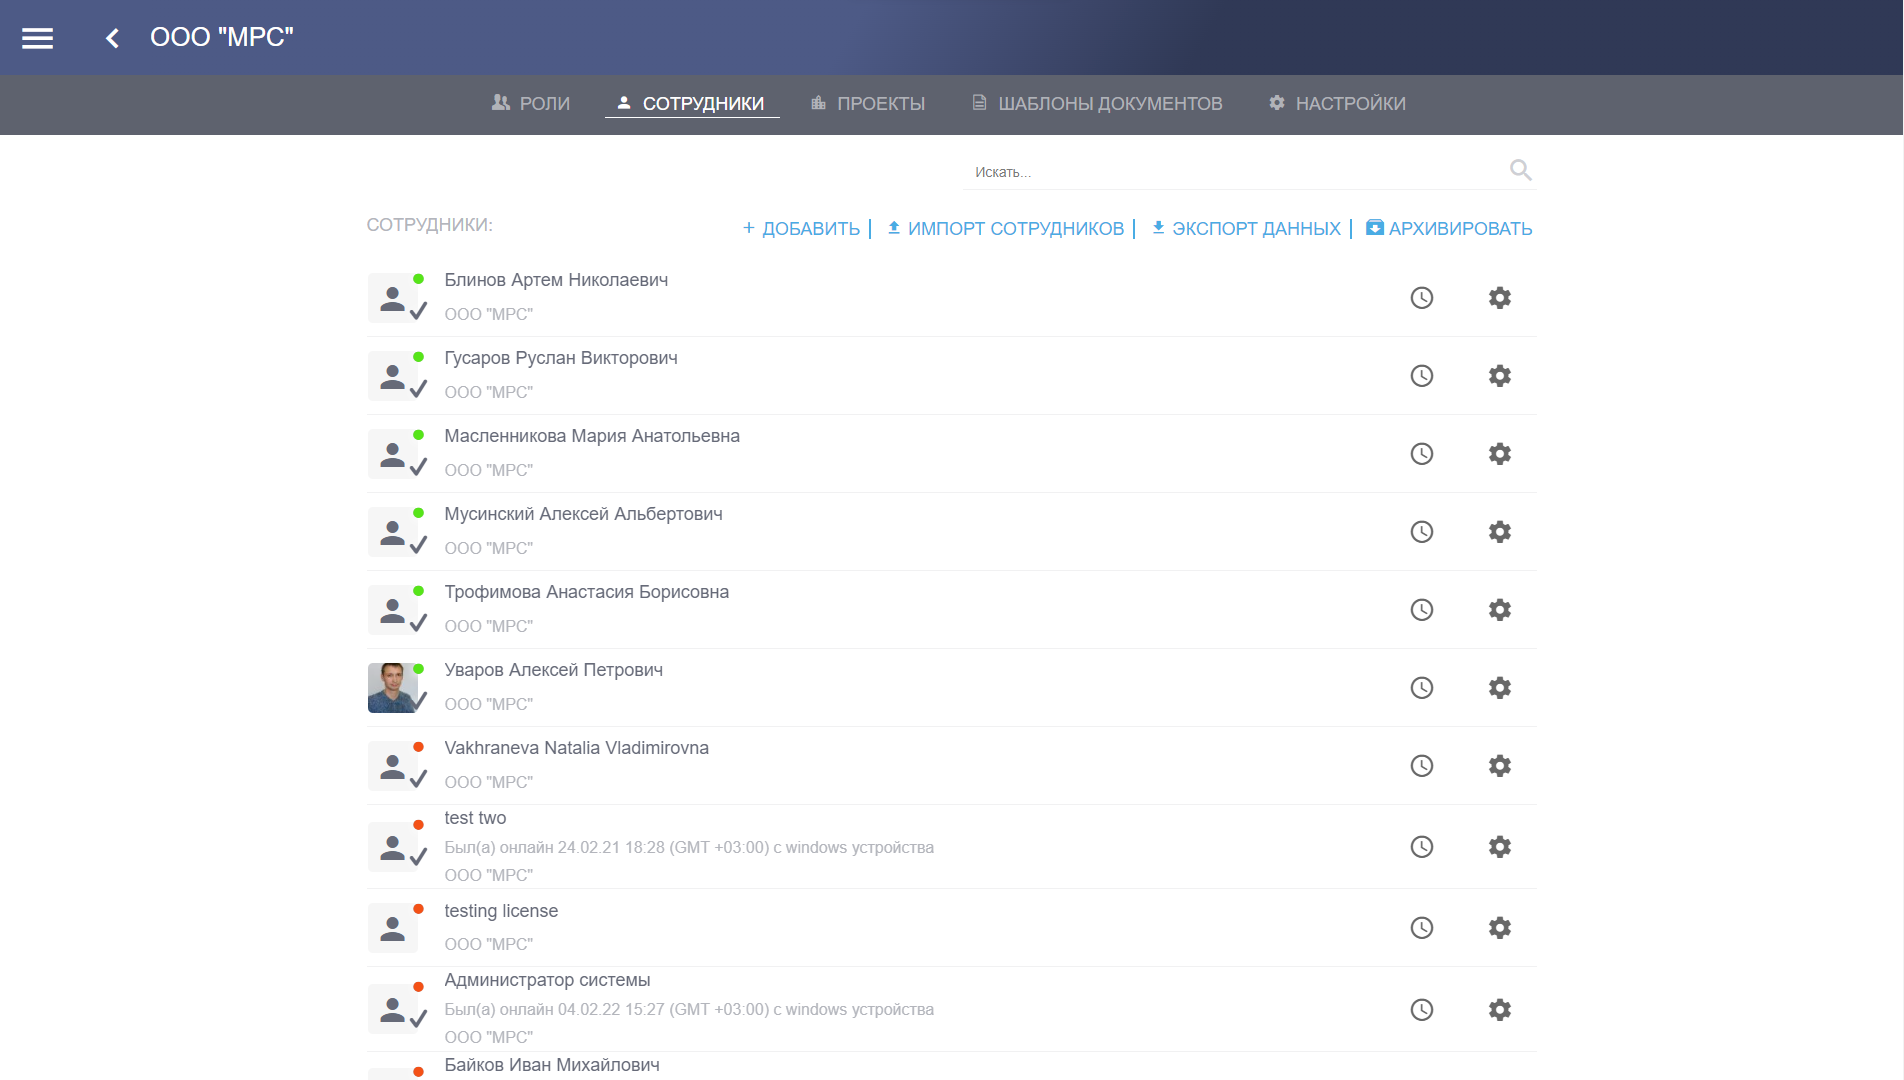 ООО "МРС"
РОЛИ
СОТРУДНИКИ
ПРОЕКТЫ
ШАБЛОНЫ ДОКУМЕНТОВ
НАСТРОЙКИ
Искать...
СОТРУДНИКИ:
+ ДОБАВИТЬ | ИМПОРТ СОТРУДНИКОВ | ЭКСПОРТ ДАННЫХ | АРХИВИРОВАТЬ
Блинов Артем Николаевич
ООО "МРС"
Гусаров Руслан Викторович
ООО "МРС"
Масленникова Мария Анатольевна
ООО "МРС"
Мусинский Алексей Альбертович
ООО "МРС"
Трофимова Анастасия Борисовна
ООО "МРС"
Уваров Алексей Петрович
ООО "МРС"
Vakhraneva Natalia Vladimirovna
ООО "МРС"
test two
Был(а) онлайн 24.02.21 18:28 (GMT +03:00) с windows устройства
ООО "МРС"
testing license
ООО "МРС"
Администратор системы
Был(а) онлайн 04.02.22 15:27 (GMT +03:00) с windows устройства
ООО "МРС"
Байков Иван Михайлович